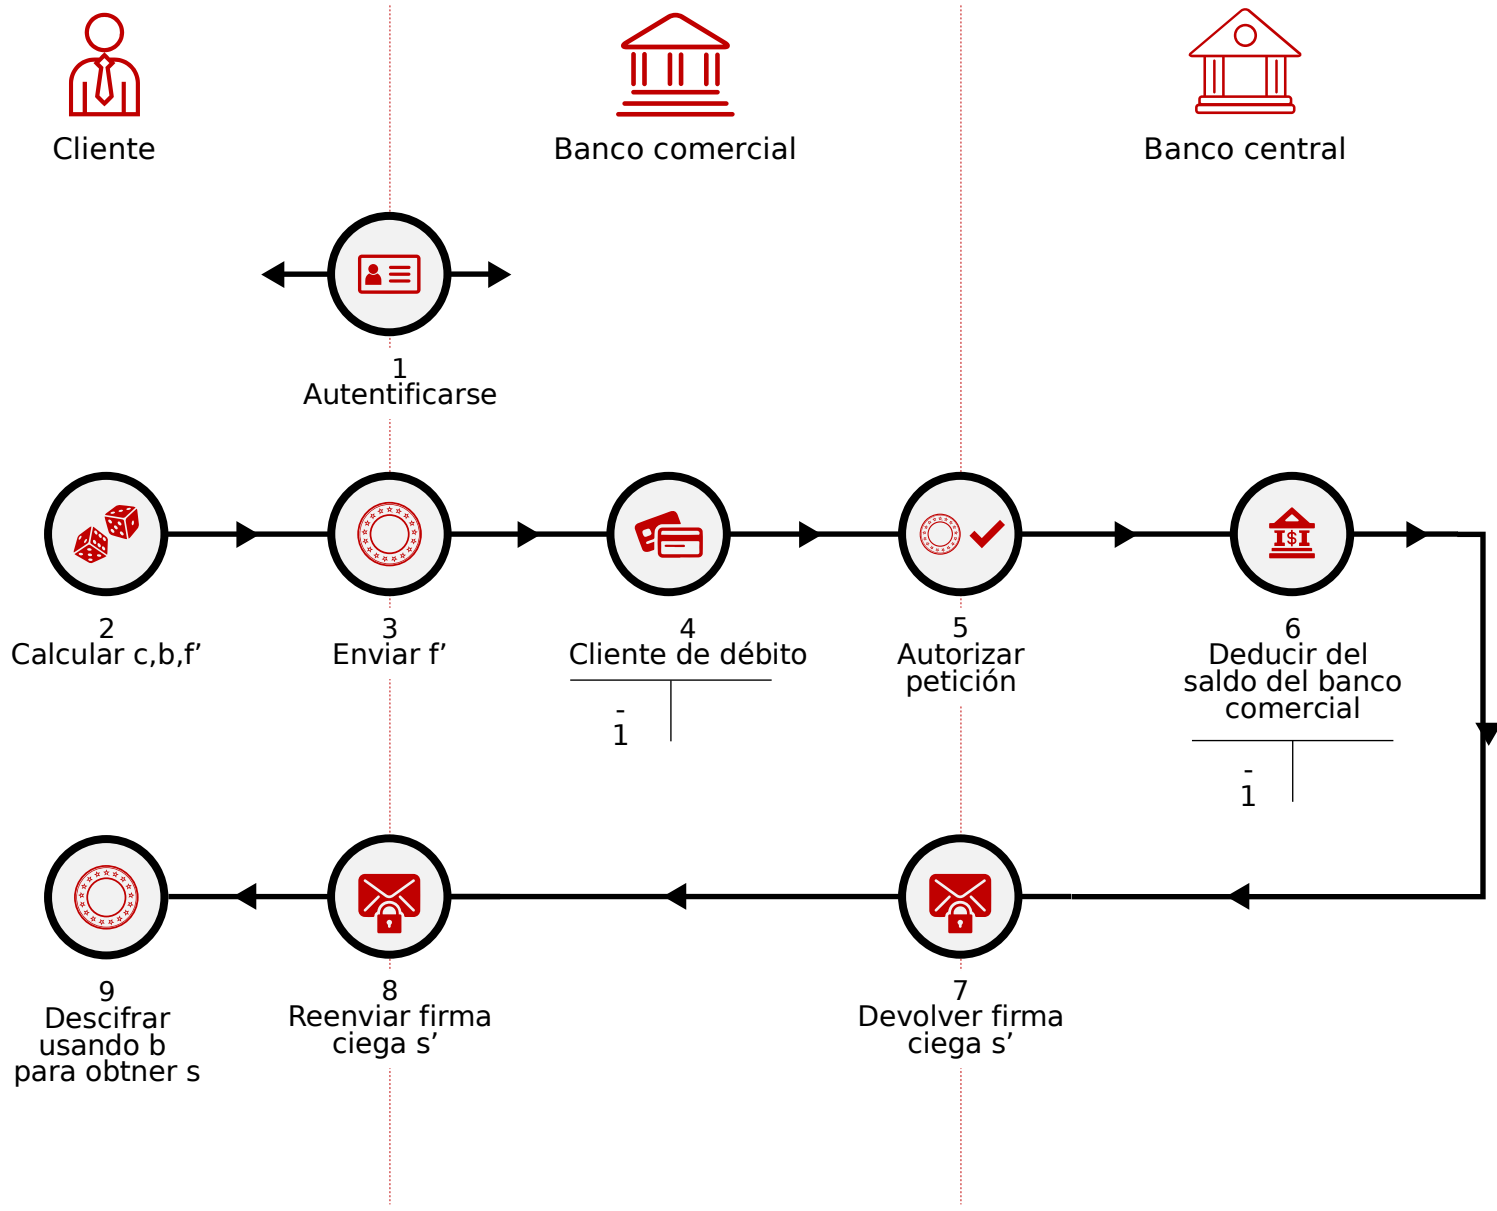 Cliente
Banco comercial
Banco central
1
Autentificarse
2
Calcular c,b,f’
3
Enviar f’
4
Cliente de débito
-
1
5
Autorizar
petición
6
Deducir del
saldo del banco
comercial
-
1
$
9
Descifrar
usando b
para obtner s
8
Reenviar firma
ciega s’
7
Devolver firma
ciega s’